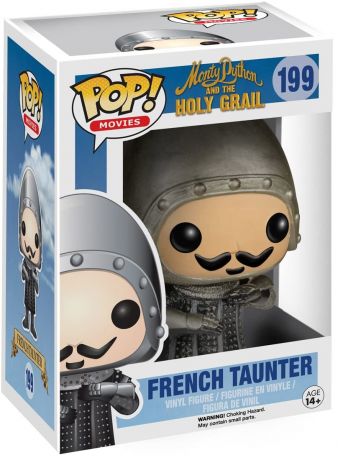 POP!
MOVIES
Monty Python
AND THE
HOLY GRAIL
199
199
FRENCH TAUNTER
VINYL FIGURE / FIGURINE EN VINYLE /
FIGURA DE VINIL
WARNING! Choking Hazard.
May contain small parts.
AGE
14+